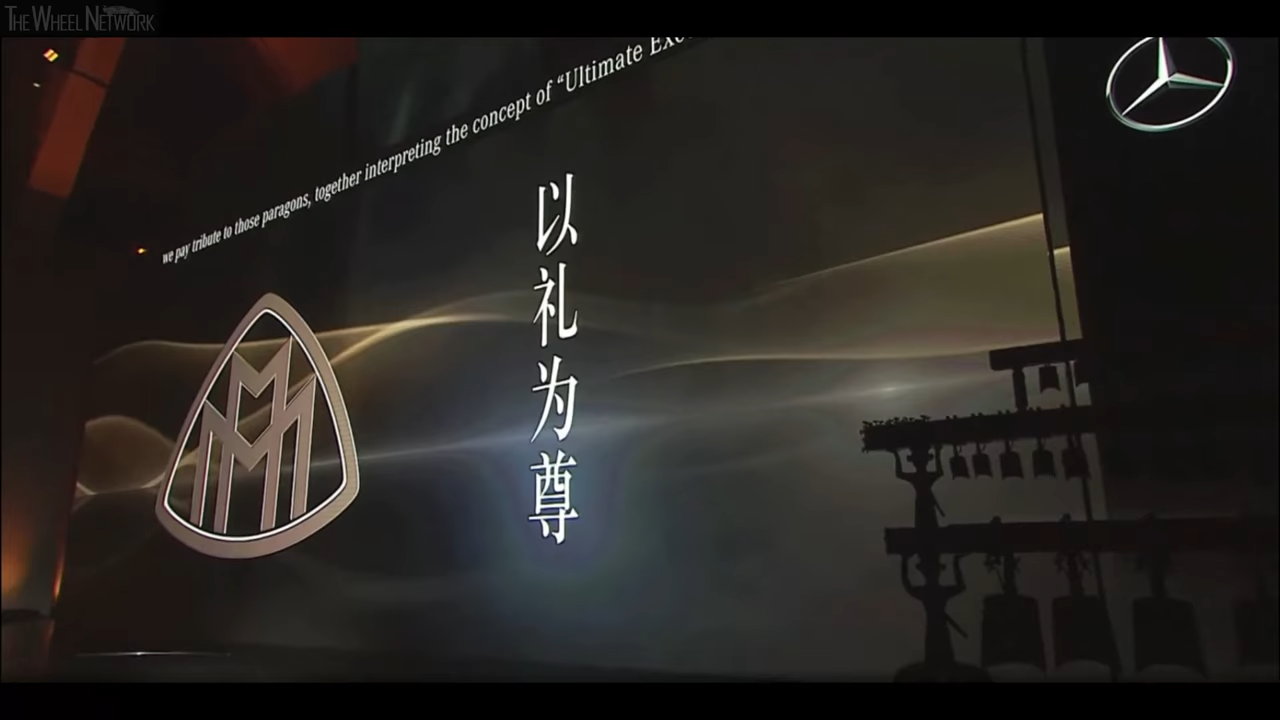 THE WHEEL NETWORK
we pay tribute to those paragons, together interpreting the concept of “Ultimate
以礼为尊